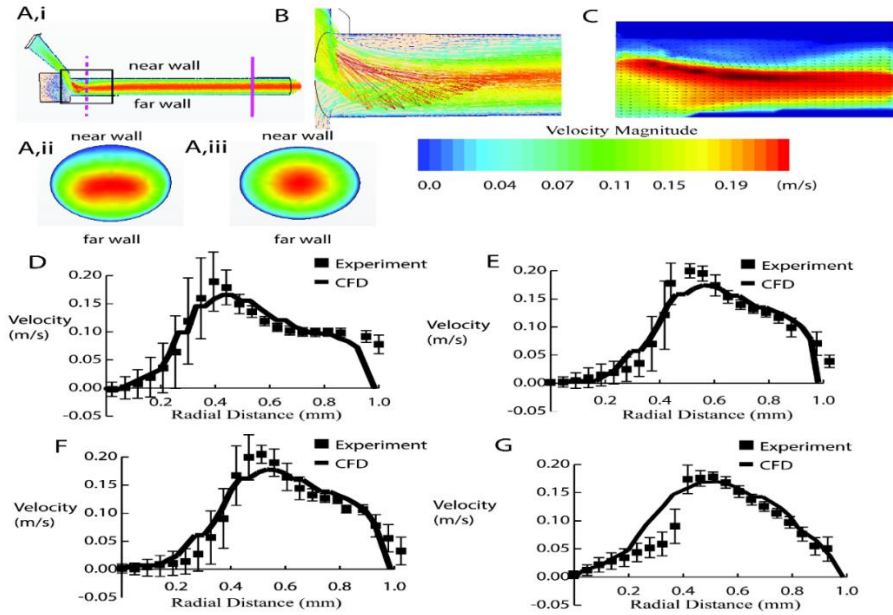 A,i
near wall
far wall
B
C
Velocity Magnitude
0.0 0.04 0.07 0.11 0.15 0.19 (m/s)
A,ii
near wall
far wall
A,iii
near wall
far wall
D
0.20
0.15
Velocity
(m/s)
0.10
0.05
0.00
-0.05
0.2 0.4 0.6 0.8 1.0
Radial Distance (mm)
Experiment
CFD
E
0.20
0.15
Velocity
(m/s)
0.10
0.05
0.00
-0.05
0.2 0.4 0.6 0.8 1.0
Radial Distance (mm)
Experiment
CFD
F
0.20
0.15
Velocity
m/s)
0.10
0.05
0.00
-0.05
0.2 0.4 0.6 0.8 1.0
Radial Distance (mm)
Experiment
CFD
G
0.20
0.15
Velocity
(m/s)
0.10
0.05
0.00
-0.05
0.2 0.4 0.6 0.8 1.0
Radial Distance (mm)
Experiment
CFD